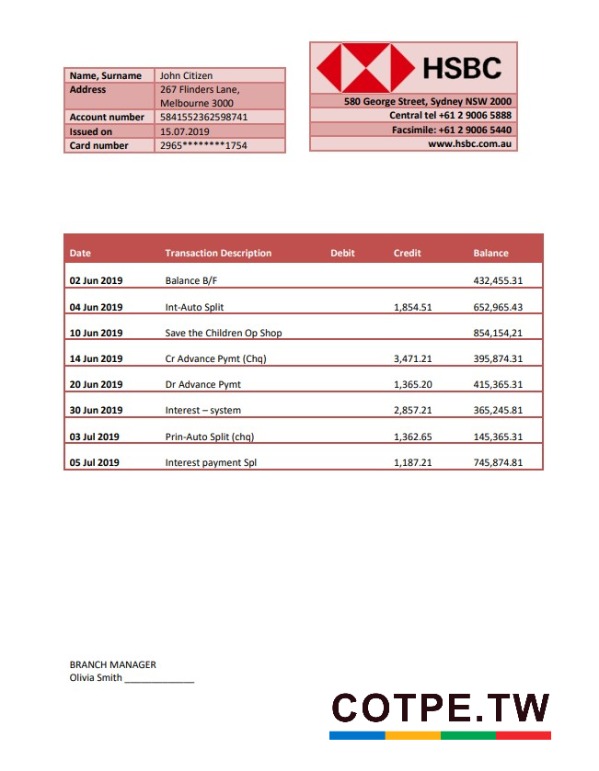 Name, Surname John Citizen
Address 267 Flinders Lane,
Melbourne 3000
Account number 5841552362598741
Issued on 15.07.2019
Card number 2965********1754
HSBC
580 George Street, Sydney NSW 2000
Central tel +61 2 9006 5888
Facsimile: +61 2 9006 5440
www.hsbc.com.au
Date Transaction Description Debit Credit Balance
02 Jun 2019 Balance B/F 432,455.31
04 Jun 2019 Int-Auto Split 1,854.51 652,965.43
10 Jun 2019 Save the Children Op Shop 854,154,21
14 Jun 2019 Cr Advance Pymt (Chq) 3,471.21 395,874.31
20 Jun 2019 Dr Advance Pymt 1,365.20 415,365.31
30 Jun 2019 Interest – system 2,857.21 365,245.81
03 Jul 2019 Prin-Auto Split (chq) 1,362.65 145,365.31
05 Jul 2019 Interest payment Spl 1,187.21 745,874.81
BRANCH MANAGER
Olivia Smith _____________
COTPE.TW